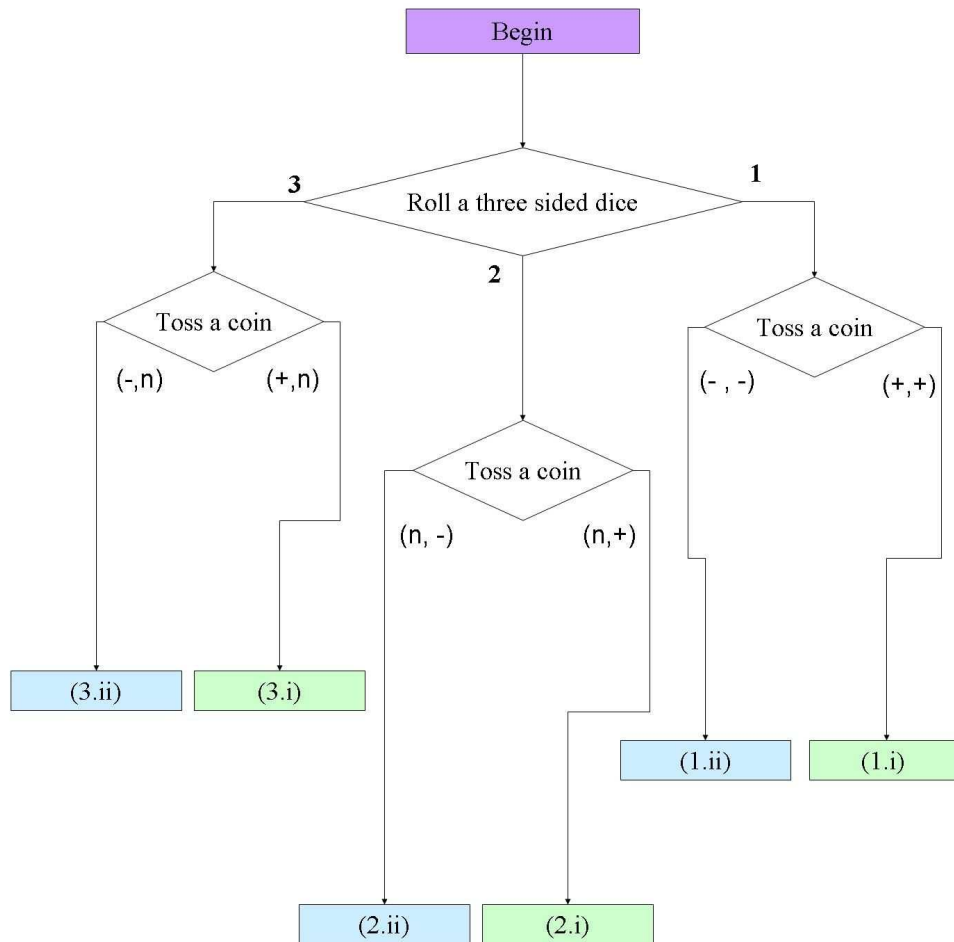 Begin
3
1
Roll a three sided dice
2
Toss a coin
Toss a coin
(-,n)
(+,n)
(- , -)
(+,+)
Toss a coin
(n, -)
(n,+)
(3.ii)
(3.i)
(1.ii)
(1.i)
(2.ii)
(2.i)